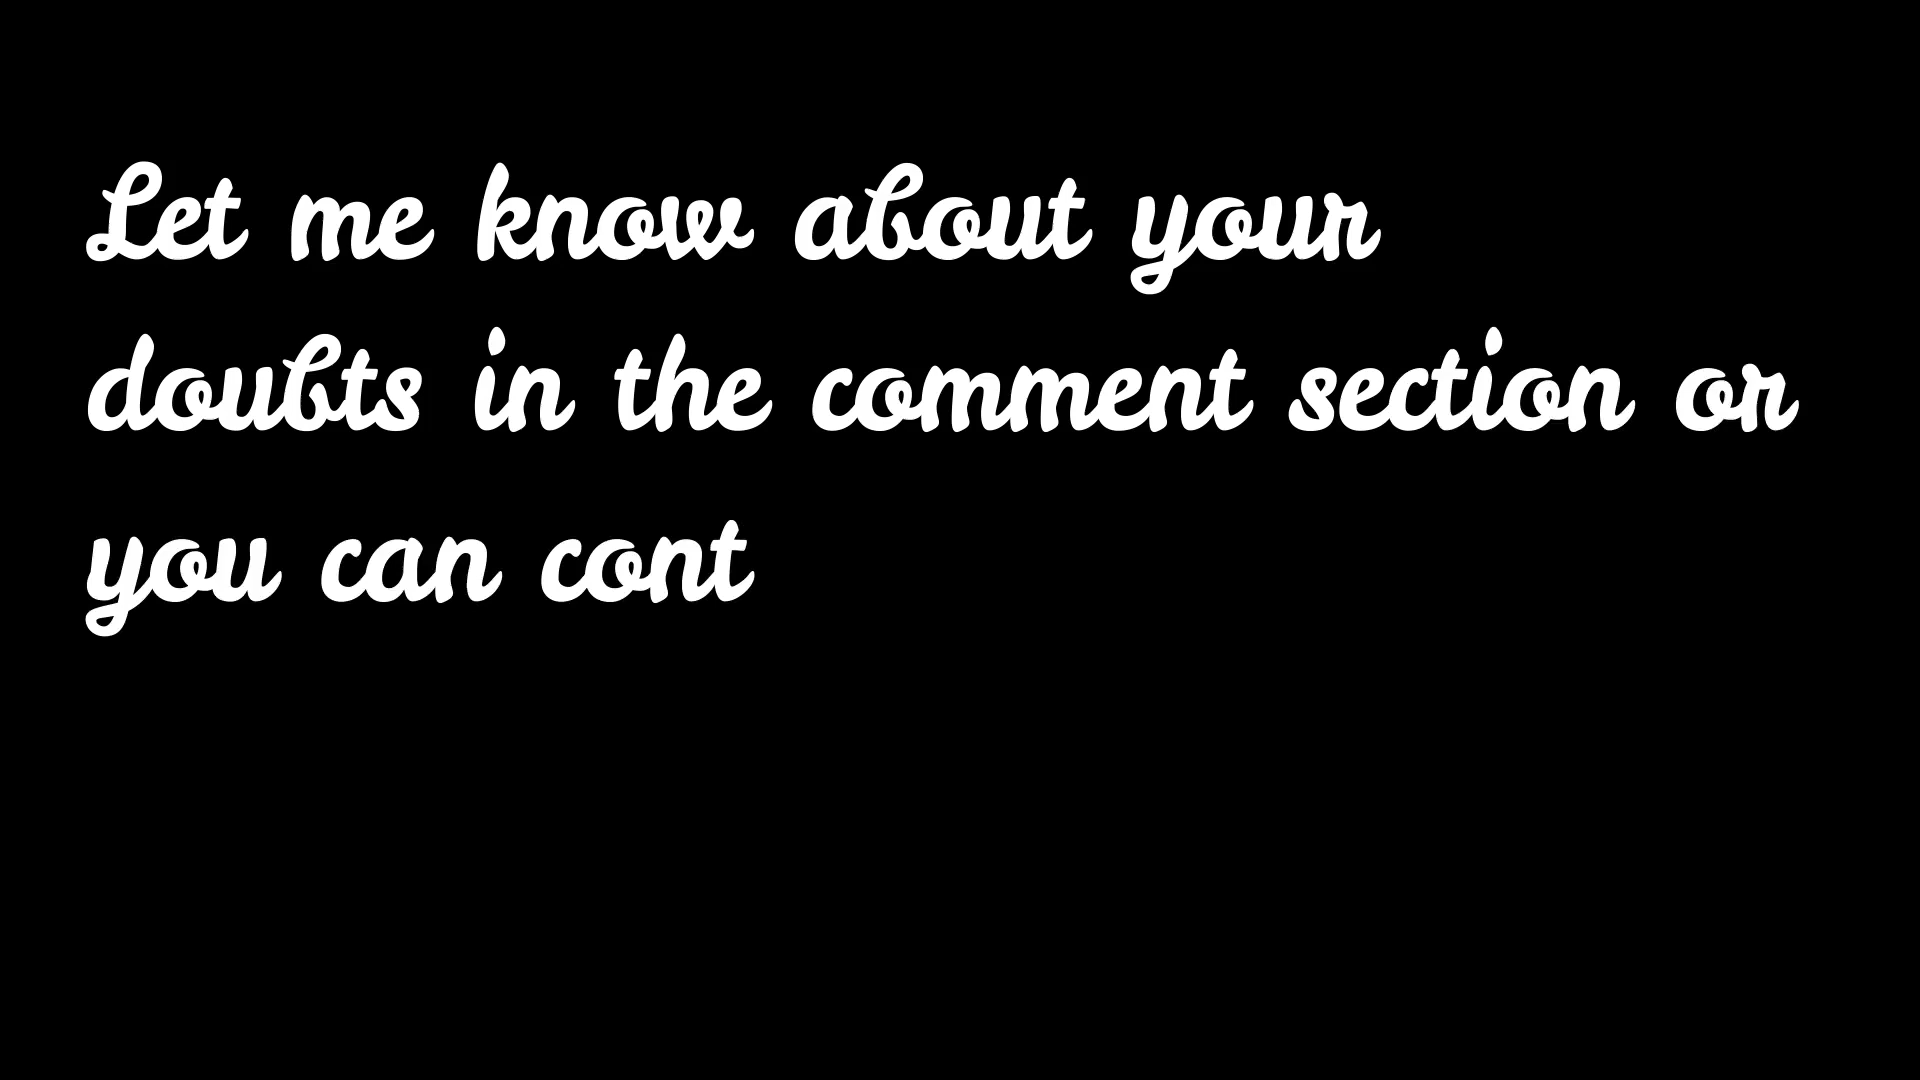 Let me know about your
doubts in the comment section or
you can cont